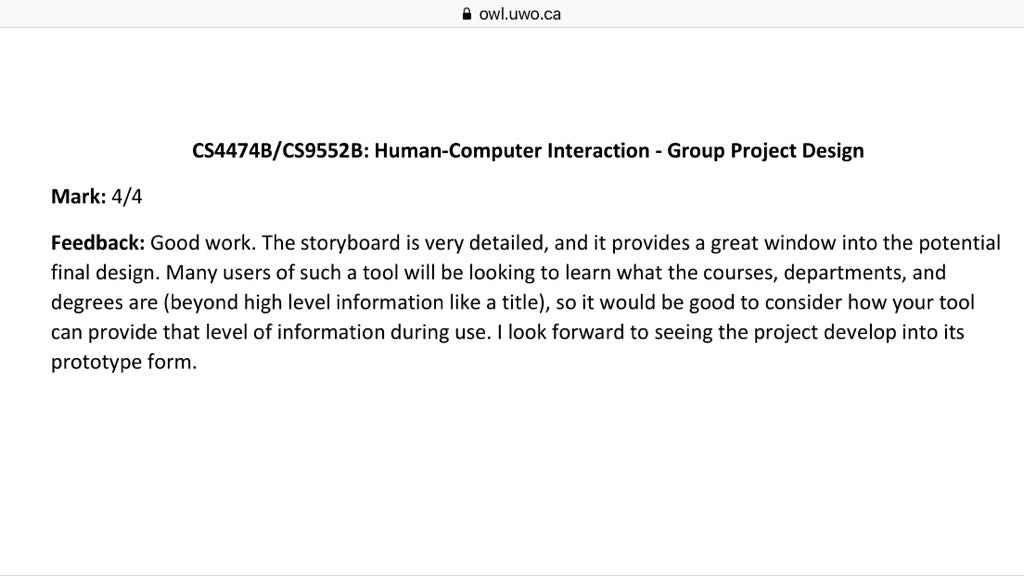 owl.uwo.ca
CS4474B/CS9552B: Human-Computer Interaction - Group Project Design
Mark: 4/4
Feedback: Good work. The storyboard is very detailed, and it provides a great window into the potential
final design. Many users of such a tool will be looking to learn what the courses, departments, and
degrees are (beyond high level information like a title), so it would be good to consider how your tool
can provide that level of information during use. I look forward to seeing the project develop into its
prototype form.